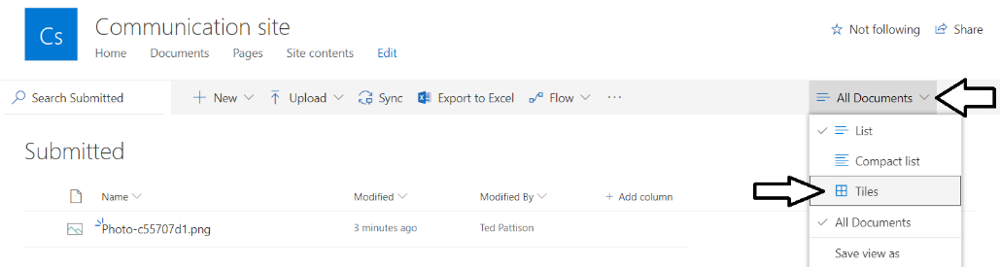 Cs
Communication site
Home Documents Pages Site contents Edit
Not following Share
Search Submitted New Upload Sync Export to Excel Flow ··· All Documents
List
Compact list
Tiles
All Documents
Save view as
Submitted
Name Modified Modified By + Add column
Photo-c55707d1.png 3 minutes ago Ted Pattison